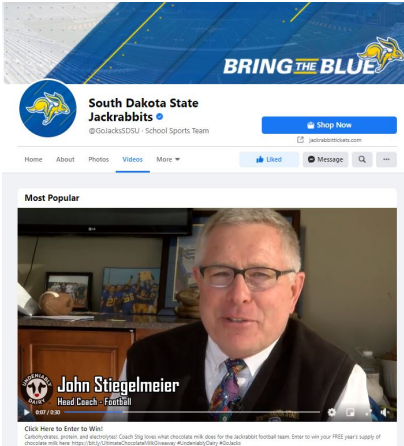 BRING THE BLUE
South Dakota State
Jackrabbits
@GoJacksSDSU · School Sports Team
Shop Now
jackrabbittickets.com
Home About Photos Videos More
Liked Message
Most Popular
UNDENIABLY
DAIRY
John Stiegelmeier
Head Coach - Football
0:07 / 0:30
Click Here to Enter to Win!
Carbohydrates, protein, and electrolytes! Coach Stig loves what chocolate milk does for the Jackrabbit football team. Enter to win your FREE year's supply of
chocolate milk here: https://bit.ly/UltimateChocolateMilkGiveaway #UndeniablyDairy #GoJacks